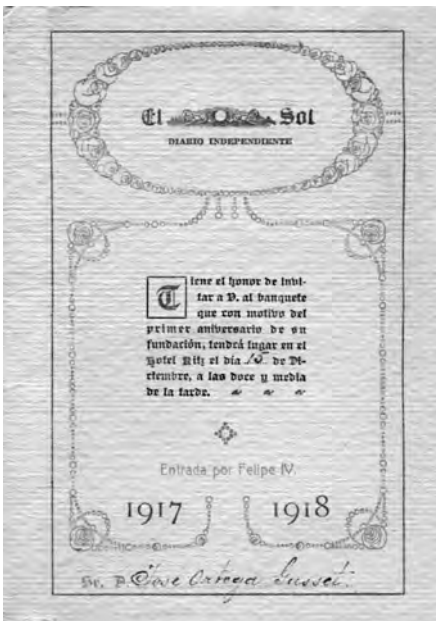 El Sol
DIARIO INDEPENDIENTE
Tiene el honor de invi-
tar a V. al banquete
que con motivo del
primer aniversario de su
fundación, tendrá lugar en el
Hotel Ritz el día 15 de Di-
ciembre, a las doce y media
de la tarde.
Entrada por Felipe IV.
1917 1918
Sr. D. Jose Ortega Gusset.